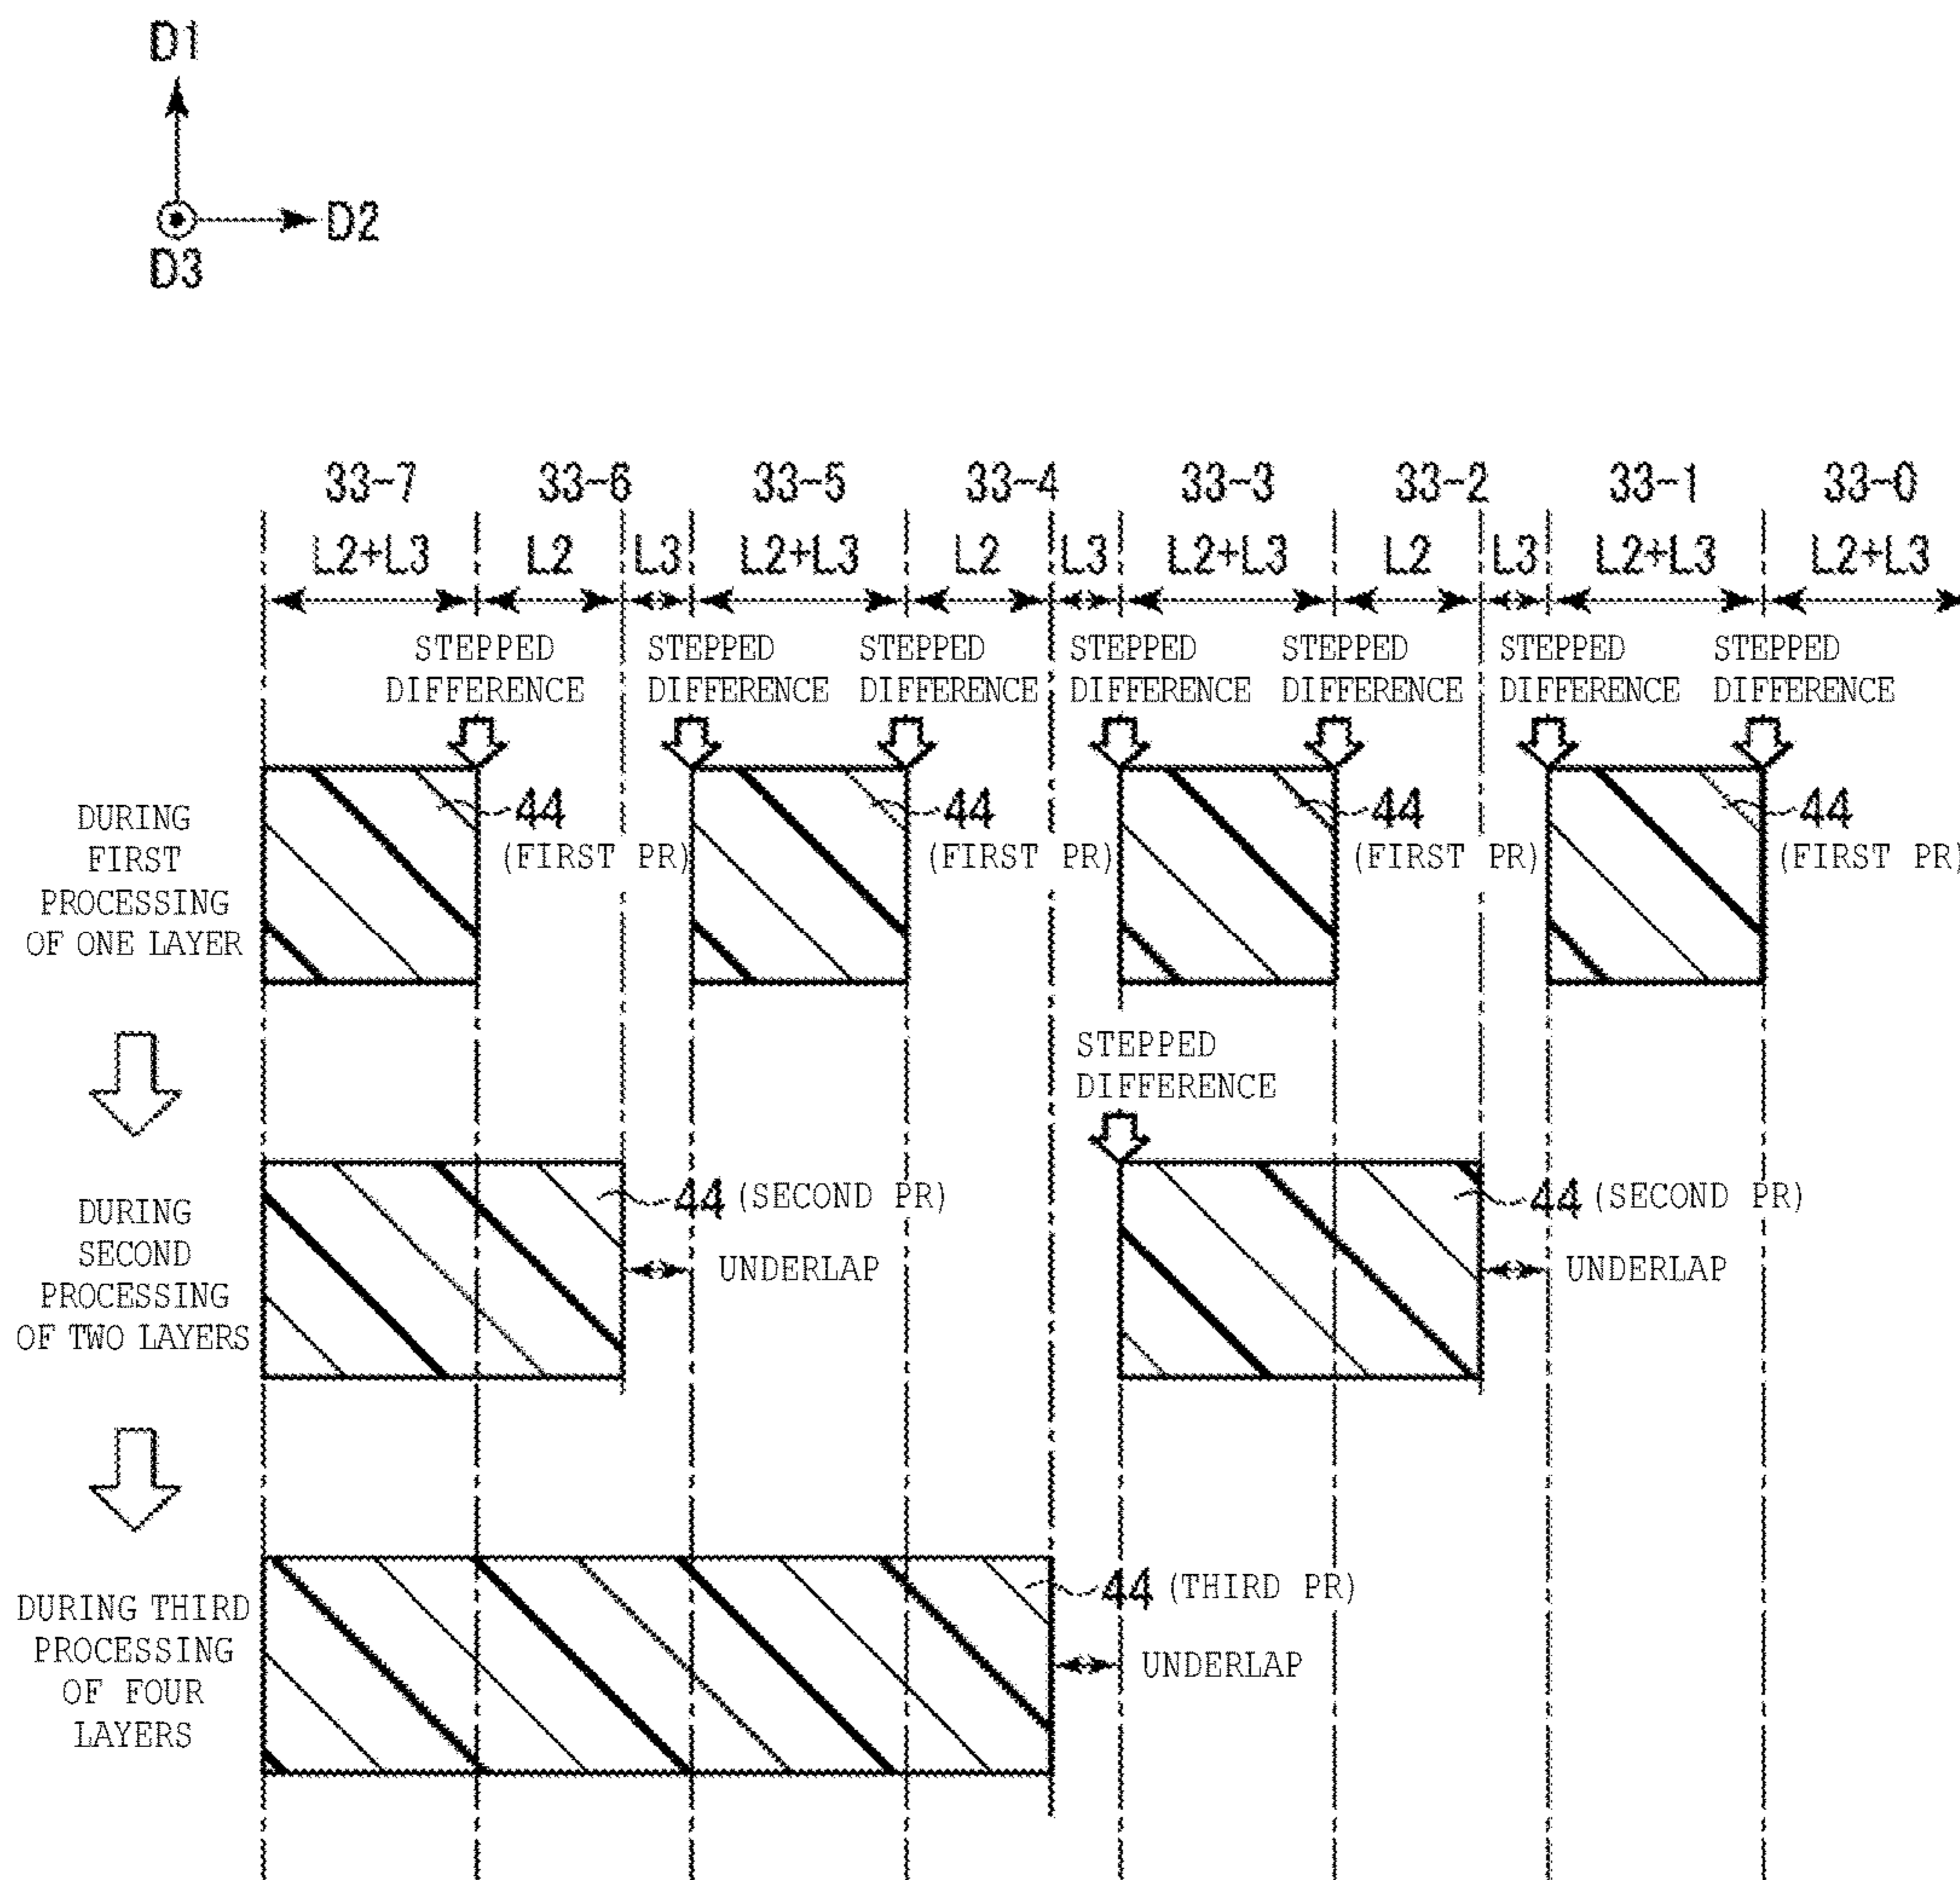 D1
D2
D3
33-7 33-6 33-5 33-4 33-3 33-2 33-1 33-0
L2+L3 L2 L3 L2+L3 L2 L3 L2+L3 L2 L3 L2+L3 L2+L3
STEPPED STEPPED STEPPED STEPPED STEPPED STEPPED STEPPED
DIFFERENCE DIFFERENCE DIFFERENCE DIFFERENCE DIFFERENCE DIFFERENCE DIFFERENCE
DURING
FIRST
PROCESSING
OF ONE LAYER
44 44 44 44
(FIRST PR) (FIRST PR) (FIRST PR) (FIRST PR)
STEPPED
DIFFERENCE
DURING
SECOND
PROCESSING
OF TWO LAYERS
44 (SECOND PR) 44 (SECOND PR)
UNDERLAP UNDERLAP
DURING THIRD
PROCESSING
OF FOUR
LAYERS
44 (THIRD PR)
UNDERLAP